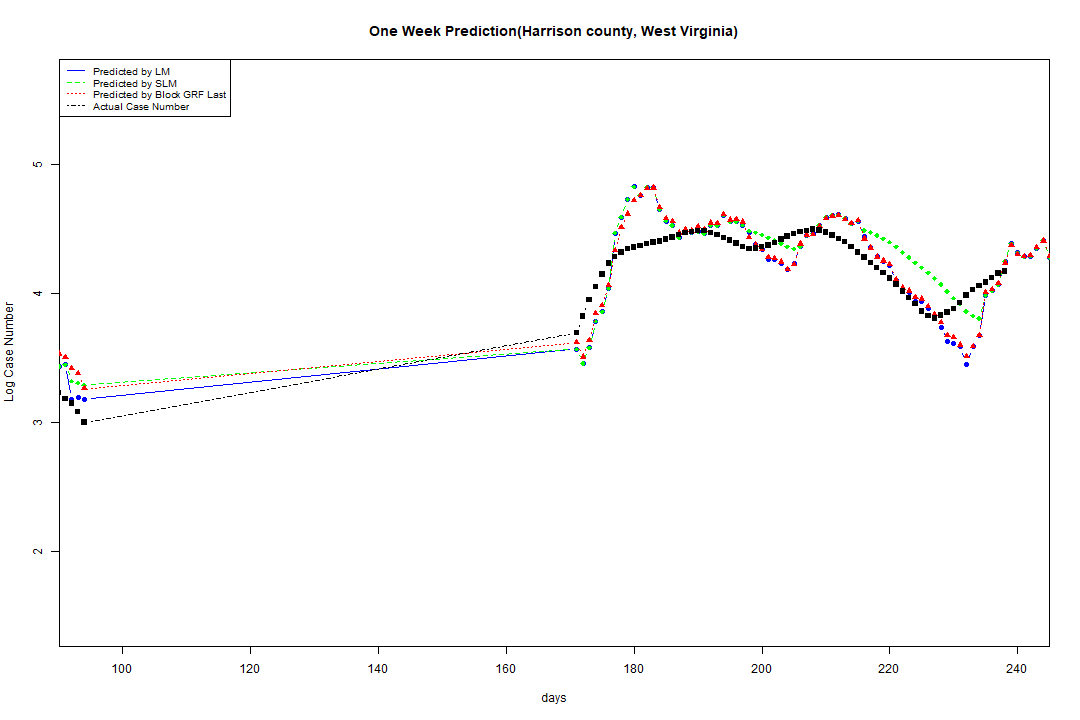 One Week Prediction(Harrison county, West Virginia)
Predicted by LM
Predicted by SLM
Predicted by Block GRF Last
Actual Case Number
5
4
3
2
Log Case Number
100 120 140 160 180 200 220 240
days